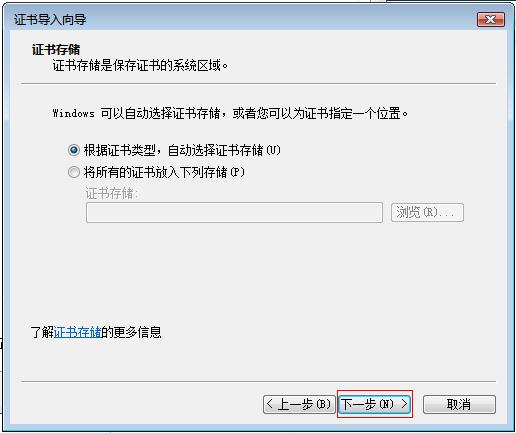 证书导入向导
证书存储
证书存储是保存证书的系统区域。
Windows 可以自动选择证书存储，或者您可以为证书指定一个位置。
根据证书类型，自动选择证书存储(U)
将所有的证书放入下列存储(P)
证书存储:
浏览(R)...
了解证书存储的更多信息
< 上一步(B) 下一步(N) > 取消